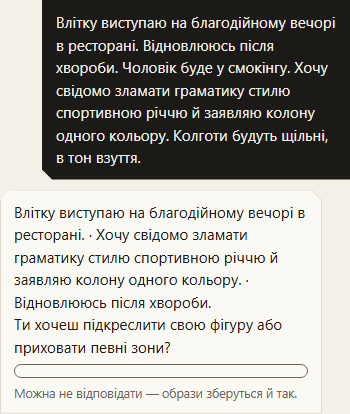 Влітку виступаю на благодійному вечорі
в ресторані. Відновлююсь після
хвороби. Чоловік буде у смокінгу. Хочу
свідомо зламати граматику стилю
спортивною річчю й заявляю колону
одного кольору. Колготи будуть щільні,
в тон взуття.
Влітку виступаю на благодійному вечорі в
ресторані. · Хочу свідомо зламати
граматику стилю спортивною річчю й
заявляю колону одного кольору. ·
Відновлююсь після хвороби.
Ти хочеш підкреслити свою фігуру або
приховати певні зони?
Можна не відповідати — образи зберуться й так.